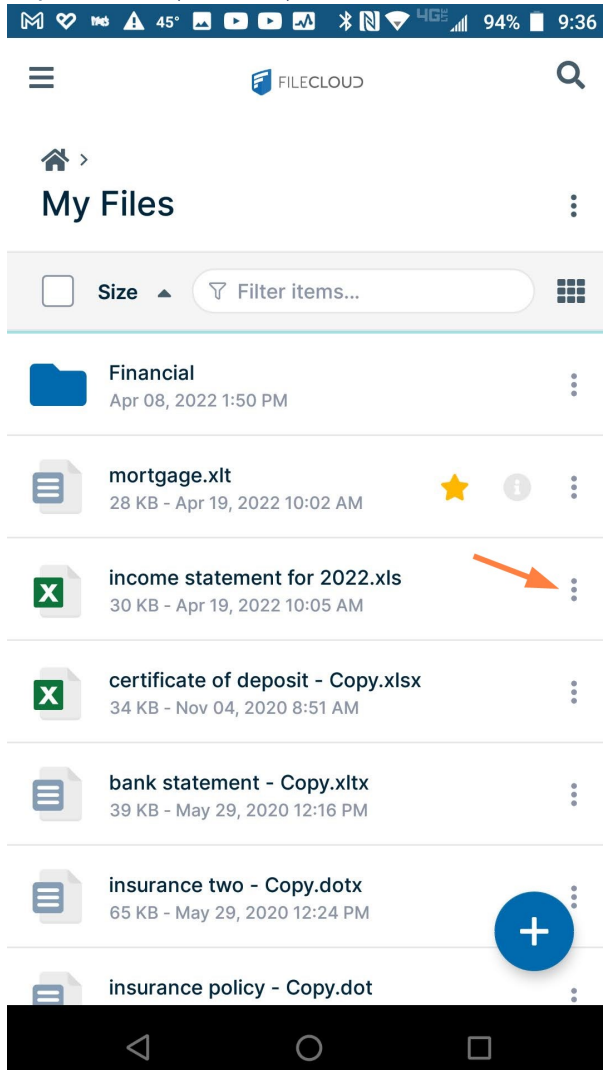 45° 4G 94% 9:36
FILECLOUD
My Files
Size Filter items...
Financial
Apr 08, 2022 1:50 PM
mortgage.xlt
28 KB - Apr 19, 2022 10:02 AM
income statement for 2022.xls
30 KB - Apr 19, 2022 10:05 AM
certificate of deposit - Copy.xlsx
34 KB - Nov 04, 2020 8:51 AM
bank statement - Copy.xltx
39 KB - May 29, 2020 12:16 PM
insurance two - Copy.dotx
65 KB - May 29, 2020 12:24 PM
insurance policy - Copy.dot